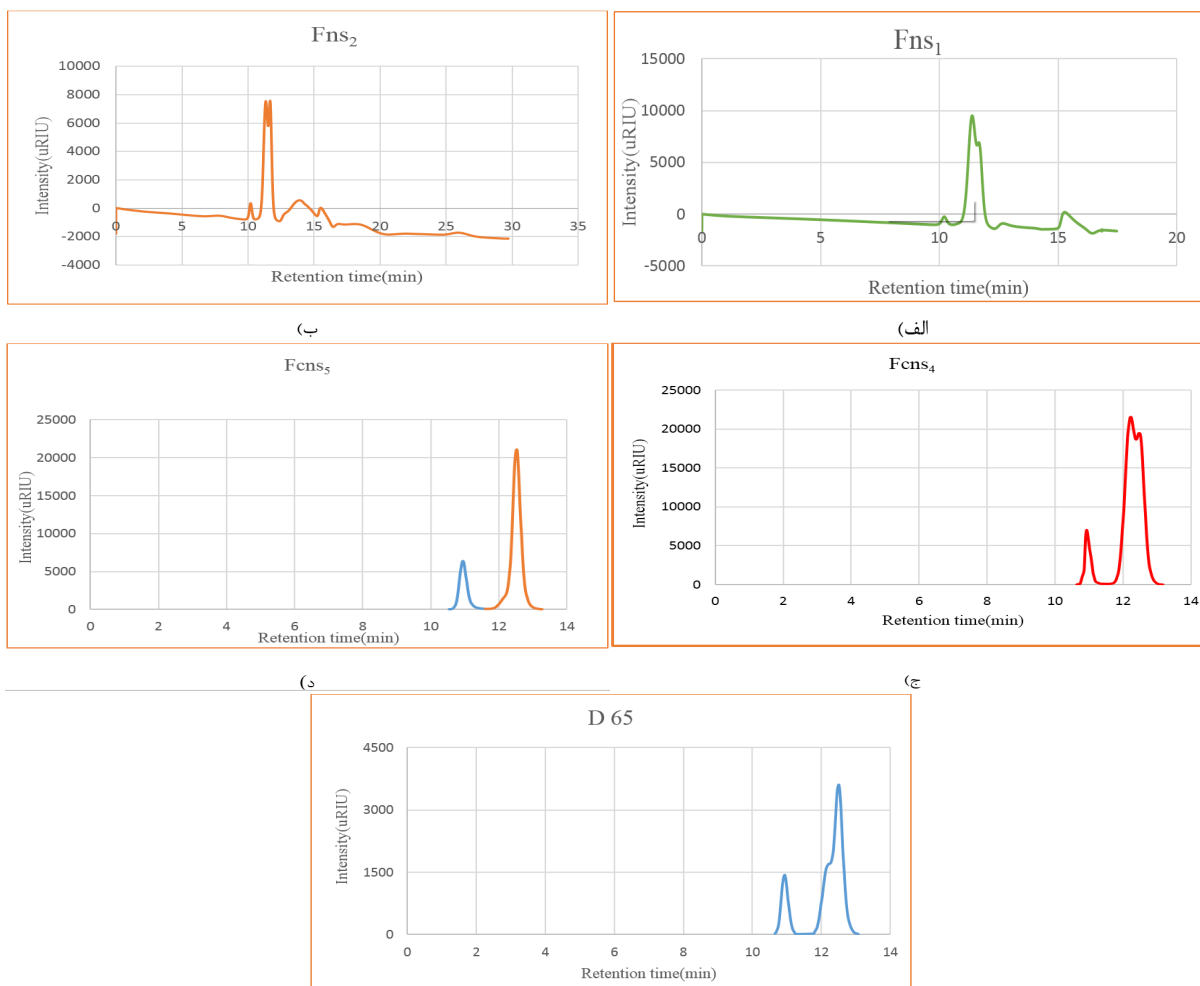 Fns₂
10000
8000
6000
4000
2000
0
-2000
-4000
0 5 10 15 20 25 30 35
Intensity(uRIU)
Retention time(min)
ب)
Fns₁
15000
10000
5000
0
-5000
0 5 10 15 20
Intensity(uRIU)
Retention time(min)
الف)
Fcns₅
25000
20000
15000
10000
5000
0
0 2 4 6 8 10 12 14
Intensity(uRIU)
Retention time(min)
د)
Fcns₄
25000
20000
15000
10000
5000
0
0 2 4 6 8 10 12 14
Intensity(uRIU)
Retention time(min)
ج)
D 65
4500
3000
1500
0
0 2 4 6 8 10 12 14
Intensity(uRIU)
Retention time(min)